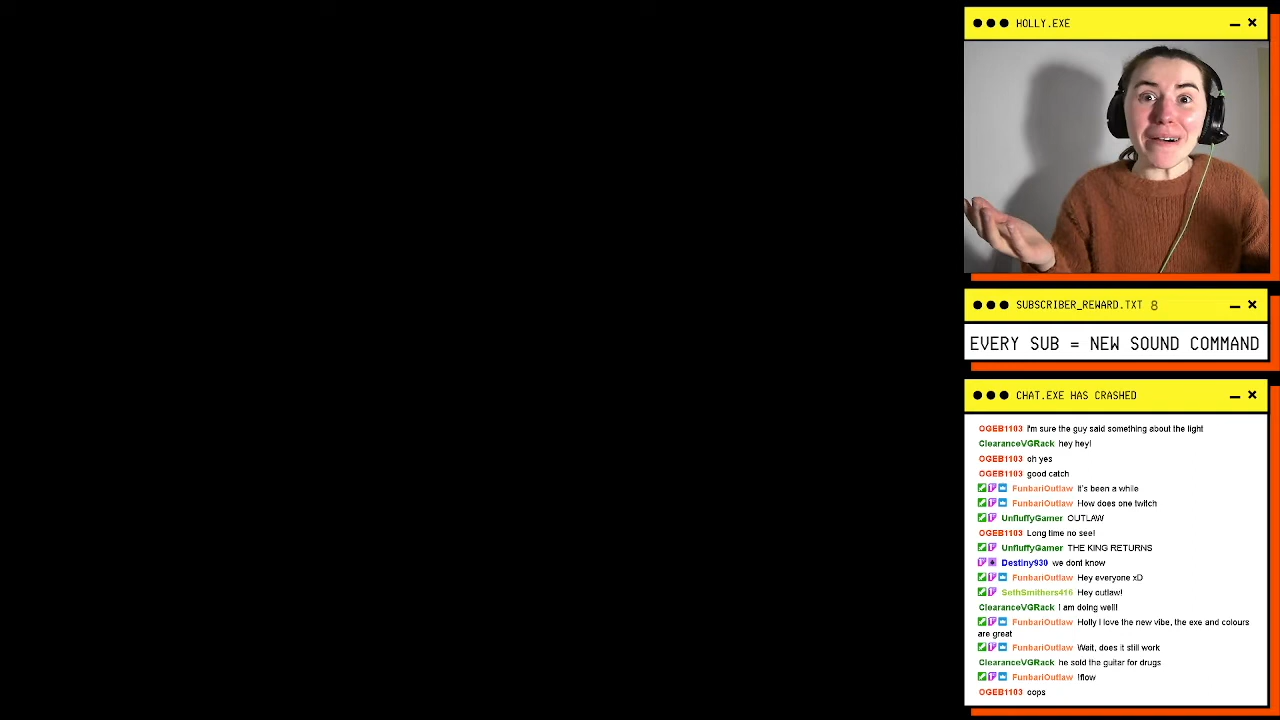 HOLLY.EXE
SUBSCRIBER_REWARD.TXT 8
EVERY SUB = NEW SOUND COMMAND
CHAT.EXE HAS CRASHED
OGEB1103 I'm sure the guy said something about the light
ClearanceVGRack hey hey!
OGEB1103 oh yes
OGEB1103 good catch
FunbariOutlaw It's been a while
FunbariOutlaw How does one twitch
UnfluffyGamer OUTLAW
OGEB1103 Long time no see!
UnfluffyGamer THE KING RETURNS
Destiny930 we dont know
FunbariOutlaw Hey everyone xD
SethSmithers416 Hey outlaw!
ClearanceVGRack I am doing well!
FunbariOutlaw Holly I love the new vibe, the exe and colours
are great
FunbariOutlaw Wait, does it still work
ClearanceVGRack he sold the guitar for drugs
FunbariOutlaw !flow
OGEB1103 oops